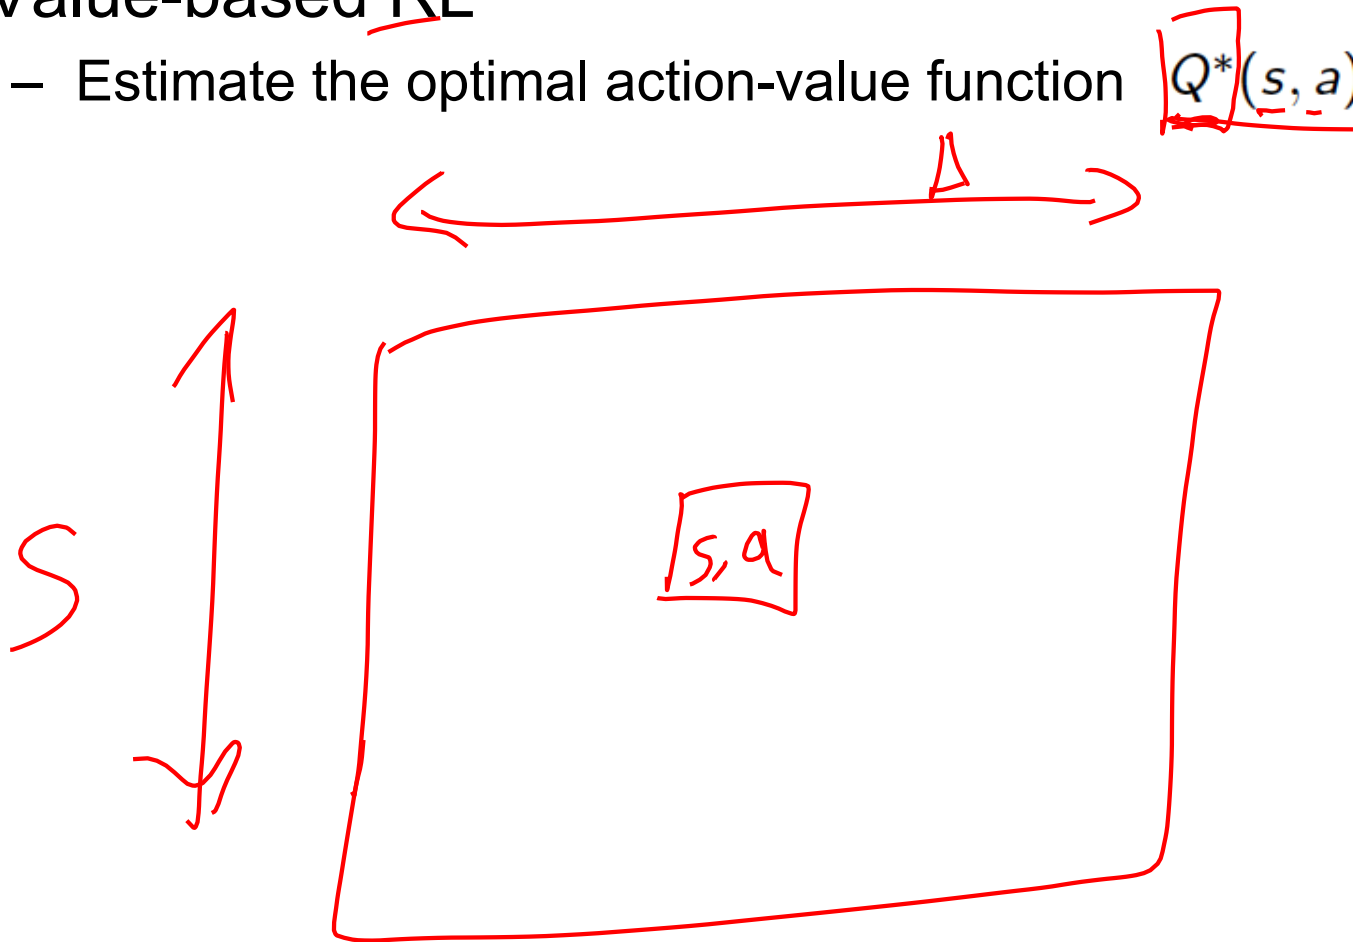 Value-based RL
– Estimate the optimal action-value function Q*(s, a)
A
S
s,a